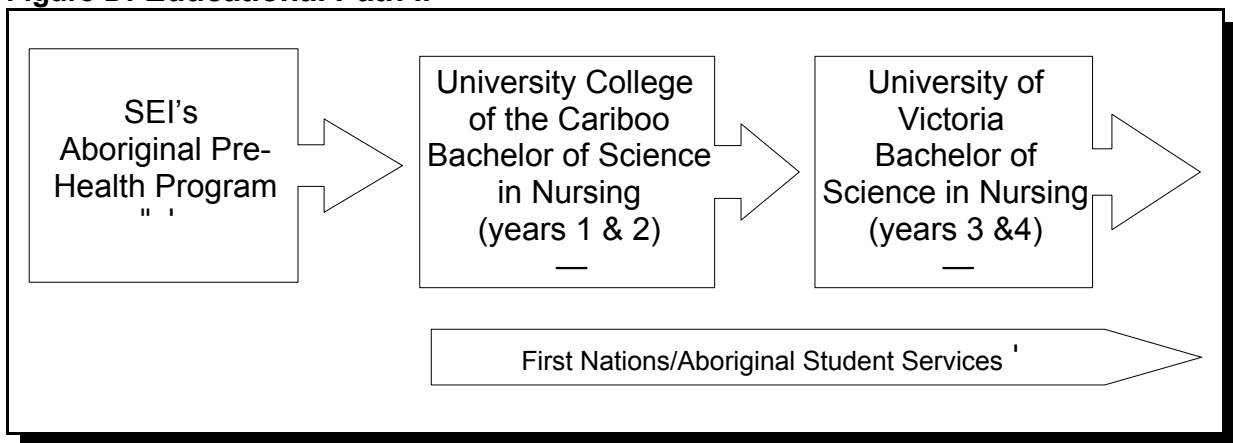 SEI's
Aboriginal Pre-
Health Program
" '
University College
of the Cariboo
Bachelor of Science
in Nursing
(years 1 & 2)
—
University of
Victoria
Bachelor of
Science in Nursing
(years 3 &4)
—
First Nations/Aboriginal Student Services '